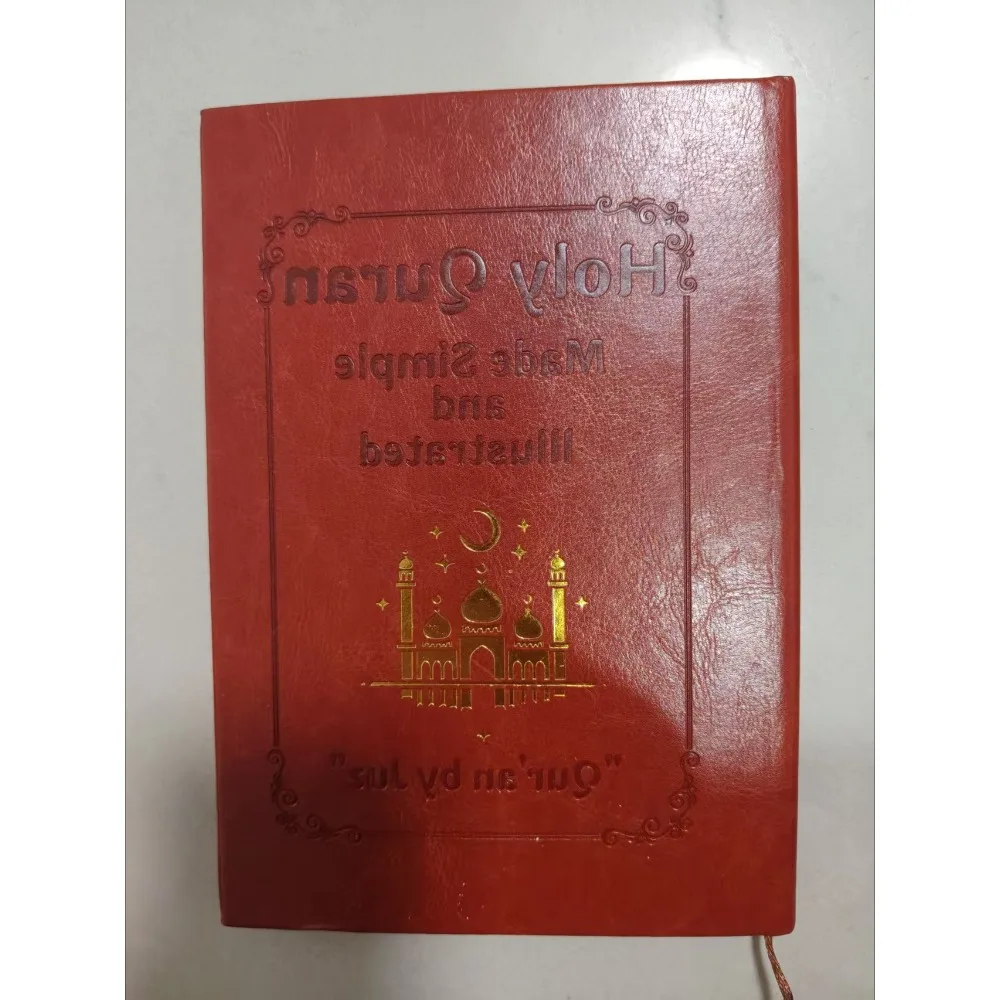 Holy Quran
Made Simple
and
Illustrated
"Qur'an by Juz"